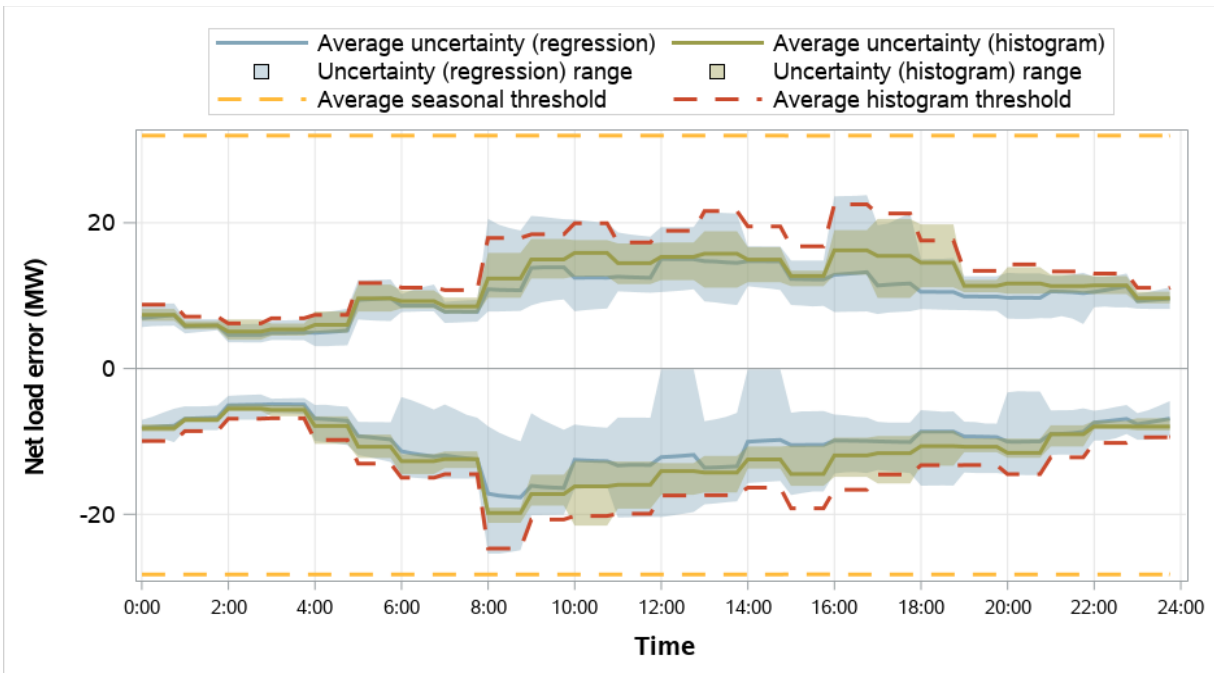 Average uncertainty (regression) Average uncertainty (histogram)
Uncertainty (regression) range Uncertainty (histogram) range
Average seasonal threshold Average histogram threshold
Net load error (MW)
20
0
-20
0:00 2:00 4:00 6:00 8:00 10:00 12:00 14:00 16:00 18:00 20:00 22:00 24:00
Time